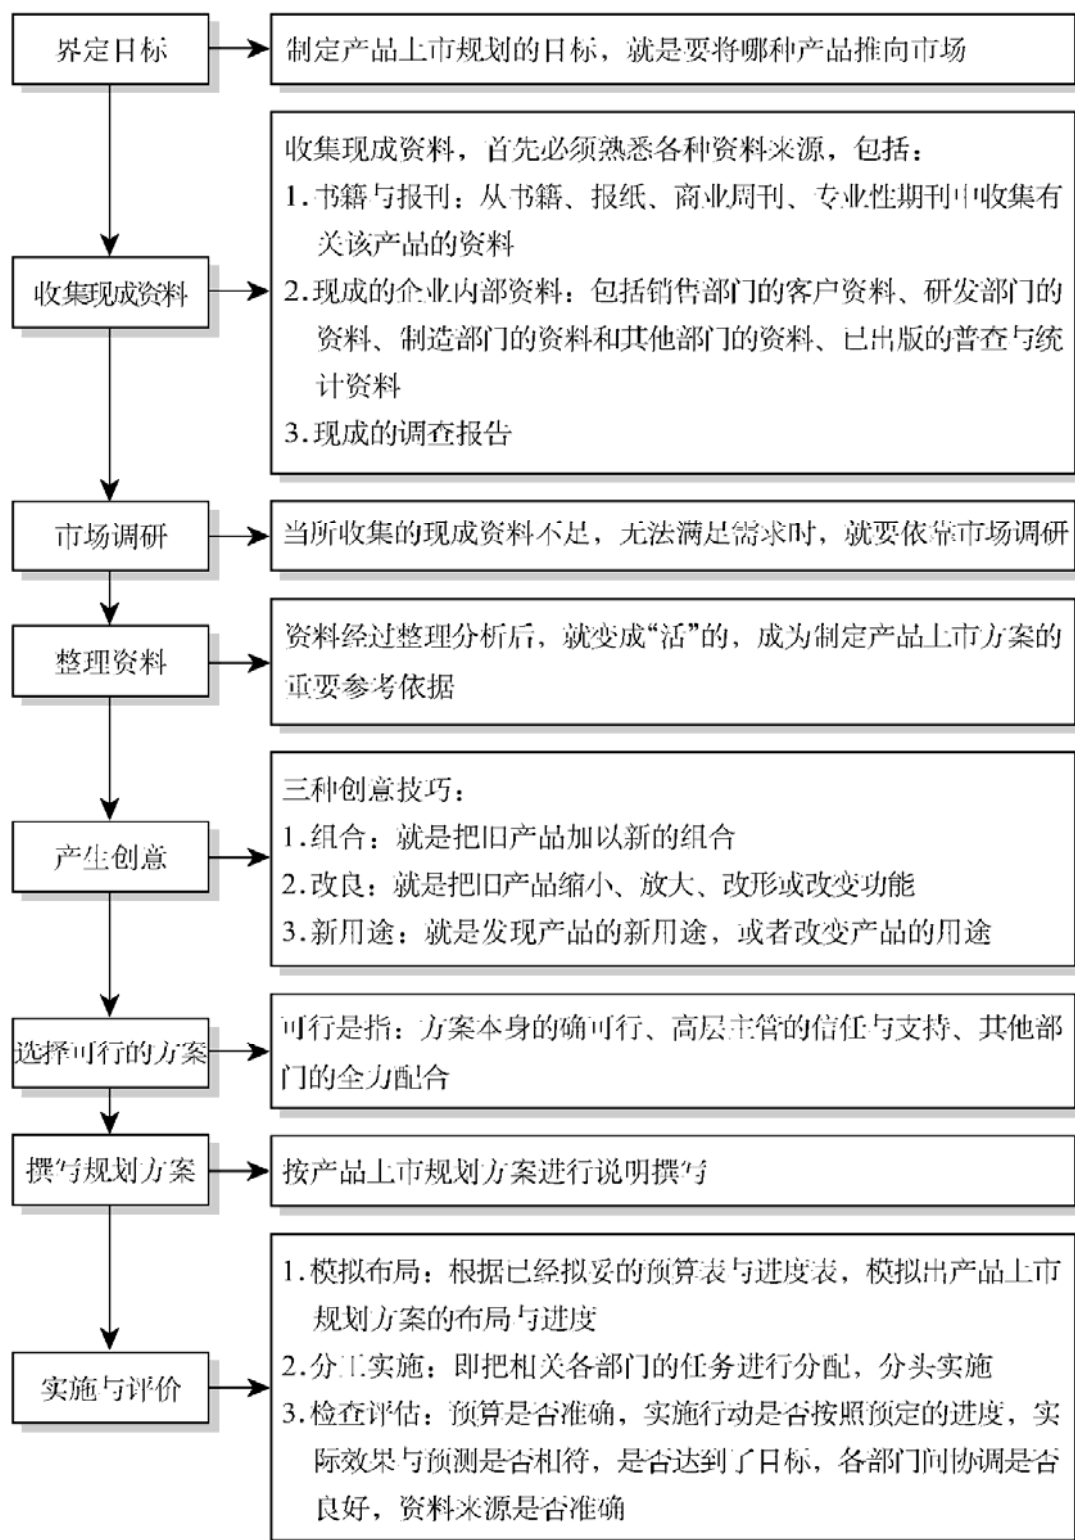 界定目标
制定产品上市规划的目标，就是要将哪种产品推向市场
收集现成资料
收集现成资料，首先必须熟悉各种资料来源，包括：
1.书籍与报刊：从书籍、报纸、商业周刊、专业性期刊中收集有
关该产品的资料
2.现成的企业内部资料：包括销售部门的客户资料、研发部门的
资料、制造部门的资料和其他部门的资料、已出版的普查与统
计资料
3.现成的调查报告
市场调研
当所收集的现成资料不足，无法满足需求时，就要依靠市场调研
整理资料
资料经过整理分析后，就变成“活”的，成为制定产品上市方案的
重要参考依据
产生创意
三种创意技巧：
1.组合：就是把旧产品加以新的组合
2.改良：就是把旧产品缩小、放大、改形或改变功能
3.新用途：就是发现产品的新用途，或者改变产品的用途
选择可行的方案
可行是指：方案本身的确可行、高层主管的信任与支持、其他部
门的全力配合
撰写规划方案
按产品上市规划方案进行说明撰写
实施与评价
1.模拟布局：根据已经拟妥的预算表与进度表，模拟出产品上市
规划方案的布局与进度
2.分工实施：即把相关各部门的任务进行分配，分头实施
3.检查评估：预算是否准确，实施行动是否按照预定的进度，实
际效果与预测是否相符，是否达到了目标，各部门间协调是否
良好，资料来源是否准确